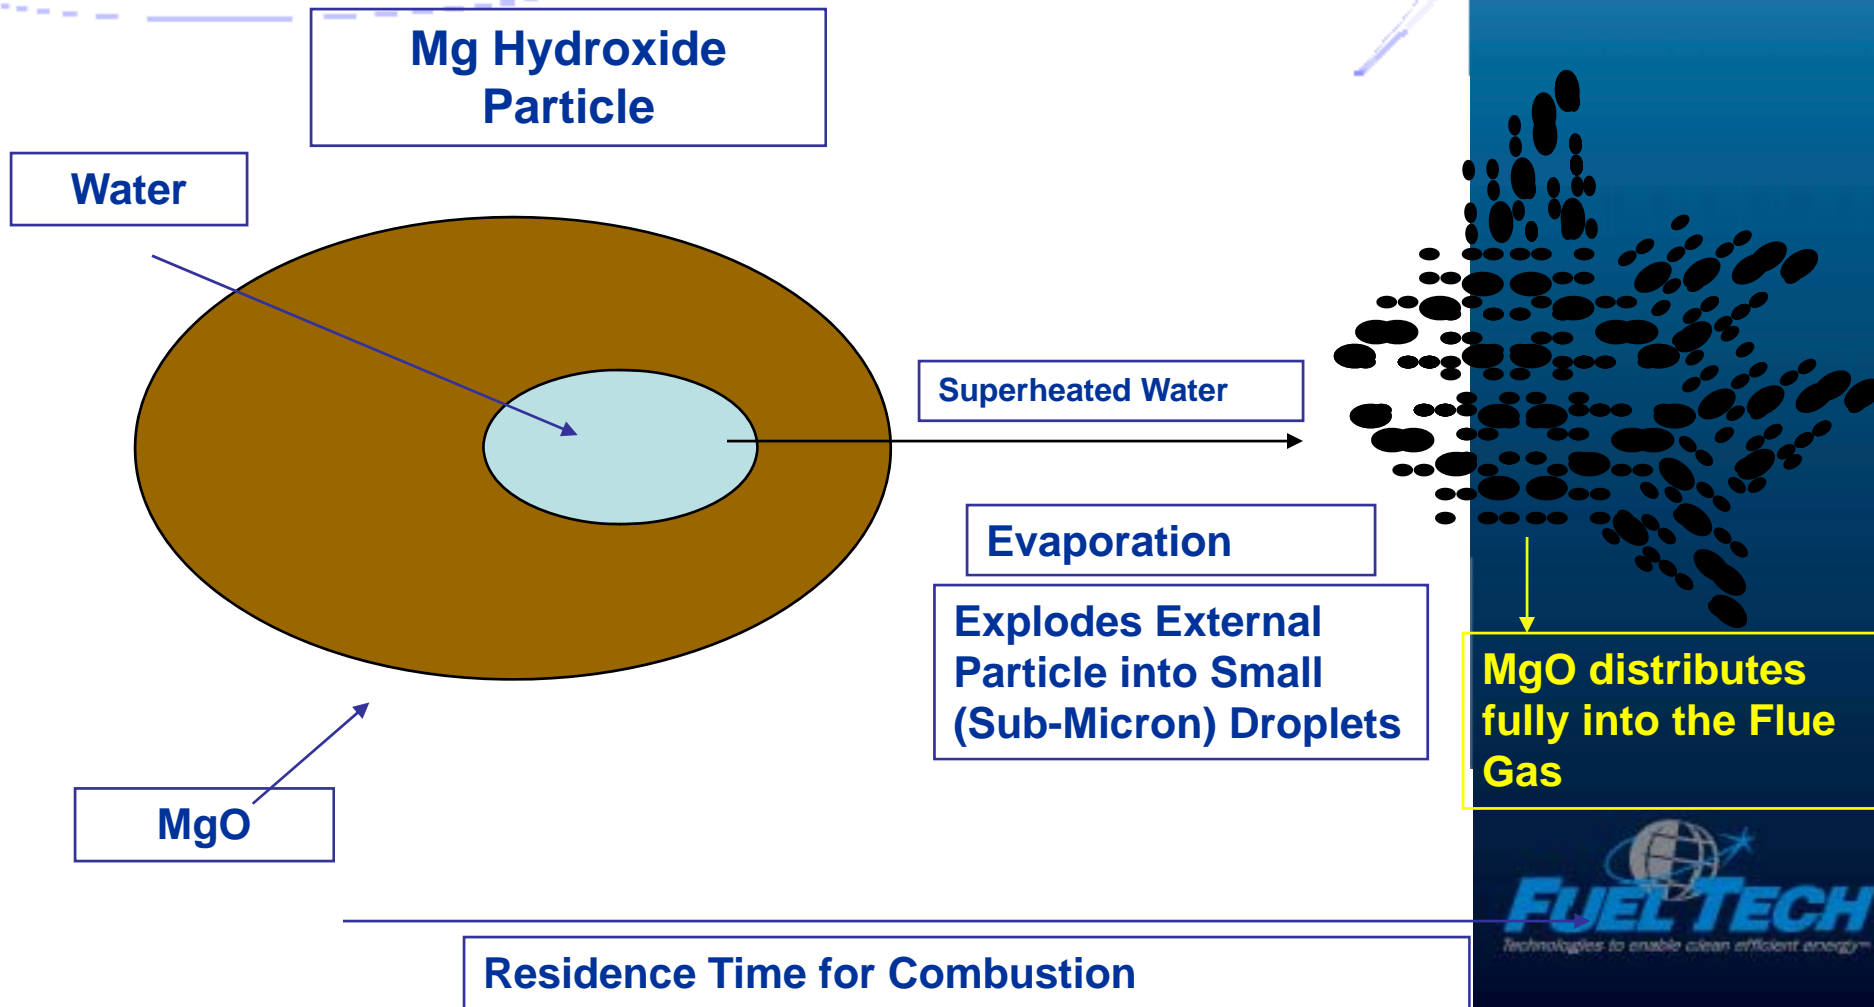 Mg Hydroxide
Particle
Water
Superheated Water
Evaporation
Explodes External
Particle into Small
(Sub-Micron) Droplets
MgO distributes
fully into the Flue
Gas
MgO
FUEL TECH
Technologies to enable clean efficient energy℠
Residence Time for Combustion